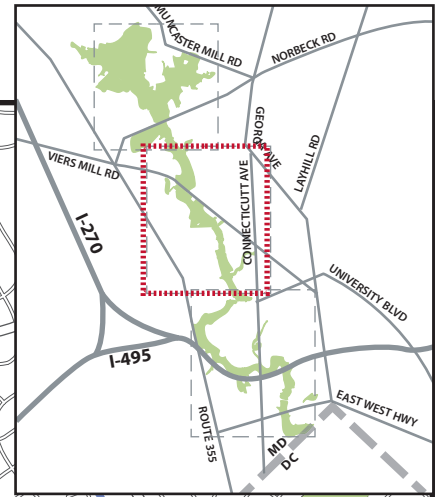 MUNCASTER MILL RD
NORBECK RD
GEORGIA AVE
LAYHILL RD
VIERS MILL RD
CONNECTICUTT AVE
I-270
UNIVERSITY BLVD
I-495
ROUTE 355
EAST WEST HWY
MD
DC